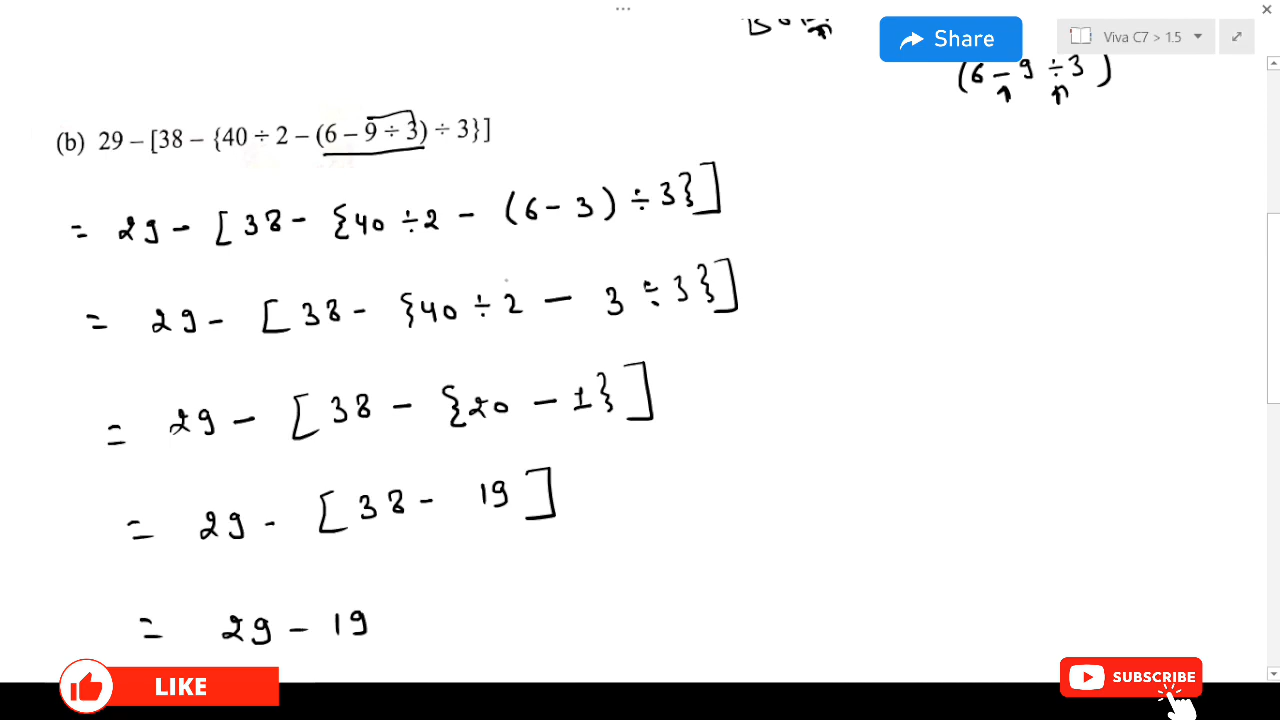 Share
Viva C7 > 1.5
(6 – 9 ÷ 3)
(b) 29 – [38 – {40 ÷ 2 – (6 – 9 ÷ 3) ÷ 3}]
= 29 – [38 – {40 ÷ 2 – (6 – 3) ÷ 3}]
= 29 – [38 – {40 ÷ 2 – 3 ÷ 3}]
= 29 – [38 – {20 – 1}]
= 29 – [38 – 19]
= 29 – 19
LIKE
SUBSCRIBE